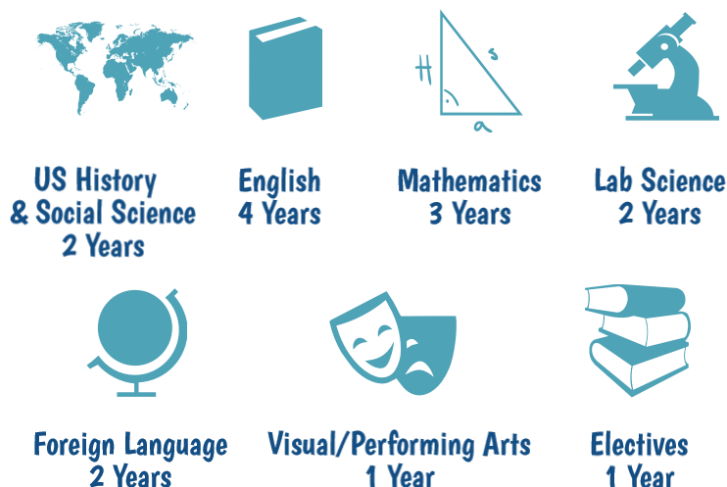 H
s
a
US History
& Social Science
2 Years
English
4 Years
Mathematics
3 Years
Lab Science
2 Years
Foreign Language
2 Years
Visual/Performing Arts
1 Year
Electives
1 Year